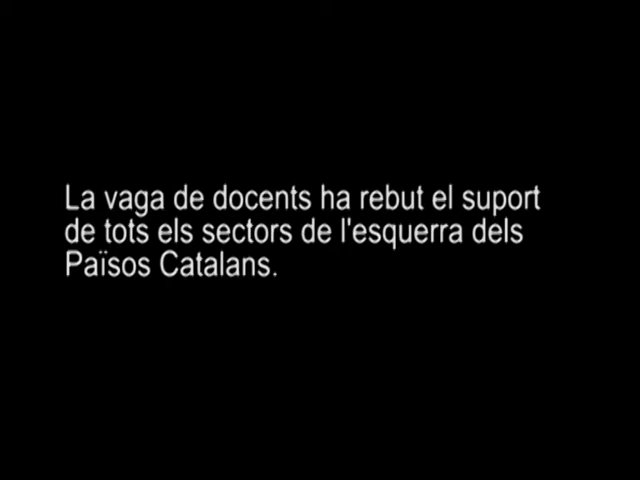 La vaga de docents ha rebut el suport
de tots els sectors de l'esquerra dels
Països Catalans.